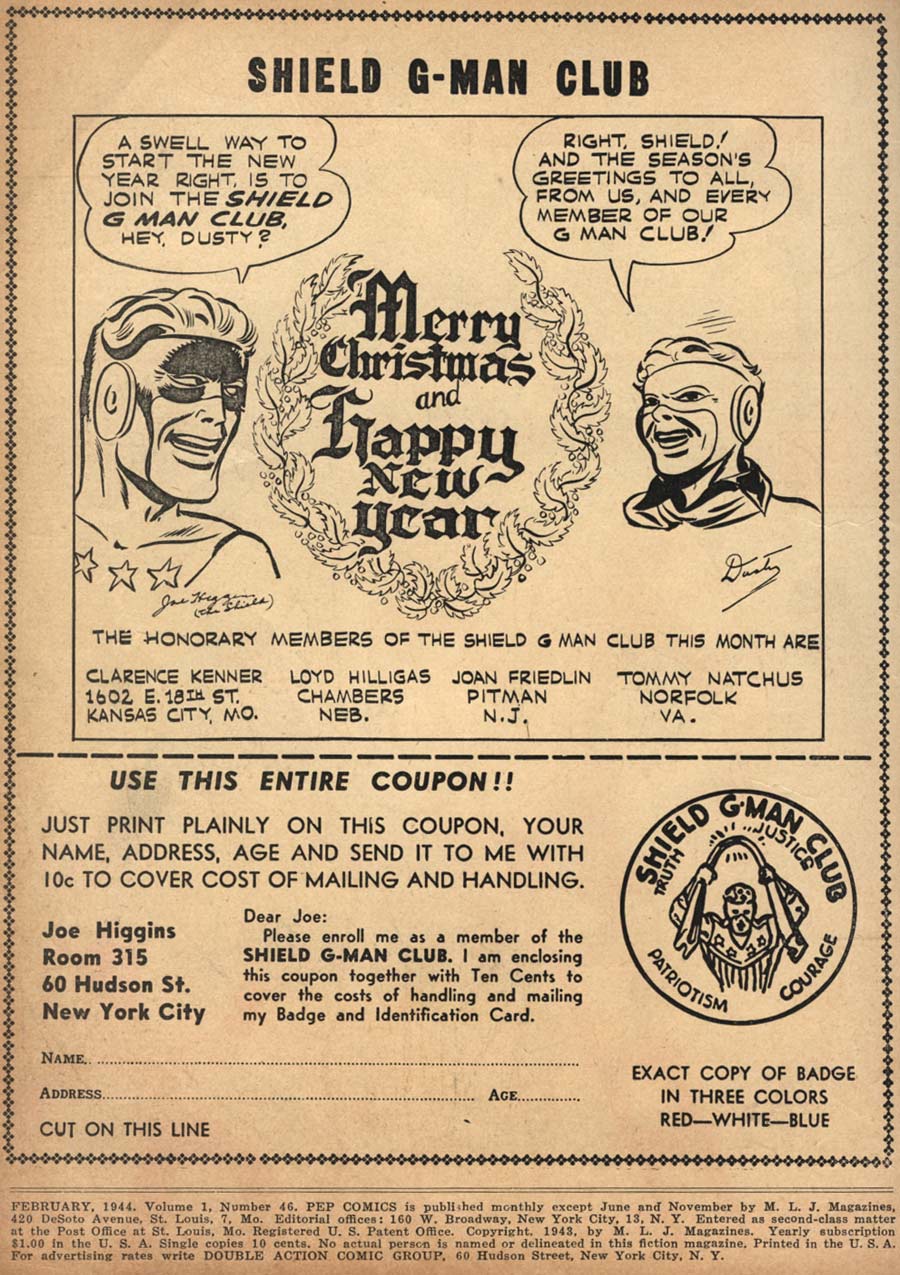 SHIELD G-MAN CLUB
A SWELL WAY TO
START THE NEW
YEAR RIGHT, IS TO
JOIN THE SHIELD
G MAN CLUB,
HEY, DUSTY?
RIGHT, SHIELD!
AND THE SEASON'S
GREETINGS TO ALL,
FROM US, AND EVERY
MEMBER OF OUR
G MAN CLUB!
Merry
Christmas
and
Happy
New
Year
Joe Higgins
(The Shield)
Dusty
THE HONORARY MEMBERS OF THE SHIELD G MAN CLUB THIS MONTH ARE
CLARENCE KENNER
1602 E. 18TH ST.
KANSAS CITY, MO.
LOYD HILLIGAS
CHAMBERS
NEB.
JOAN FRIEDLIN
PITMAN
N.J.
TOMMY NATCHUS
NORFOLK
VA.
USE THIS ENTIRE COUPON!!
JUST PRINT PLAINLY ON THIS COUPON, YOUR
NAME, ADDRESS, AGE AND SEND IT TO ME WITH
10c TO COVER COST OF MAILING AND HANDLING.
Joe Higgins
Room 315
60 Hudson St.
New York City
Dear Joe:
Please enroll me as a member of the
SHIELD G-MAN CLUB. I am enclosing
this coupon together with Ten Cents to
cover the costs of handling and mailing
my Badge and Identification Card.
NAME
ADDRESS AGE
CUT ON THIS LINE
SHIELD G-MAN CLUB
TRUTH
JUSTICE
PATRIOTISM
COURAGE
EXACT COPY OF BADGE
IN THREE COLORS
RED—WHITE—BLUE
FEBRUARY, 1944. Volume 1, Number 46. PEP COMICS is published monthly except June and November by M. L. J. Magazines,
420 DeSoto Avenue, St. Louis, 7, Mo. Editorial offices: 160 W. Broadway, New York City, 13, N. Y. Entered as second-class matter
at the Post Office at St. Louis, Mo. Registered U. S. Patent Office. Copyright. 1943, by M. L. J. Magazines. Yearly subscription
$1.00 in the U. S. A. Single copies 10 cents. No actual person is named or delineated in this fiction magazine. Printed in the U. S. A.
For advertising rates write DOUBLE ACTION COMIC GROUP, 60 Hudson Street, New York City, N. Y.